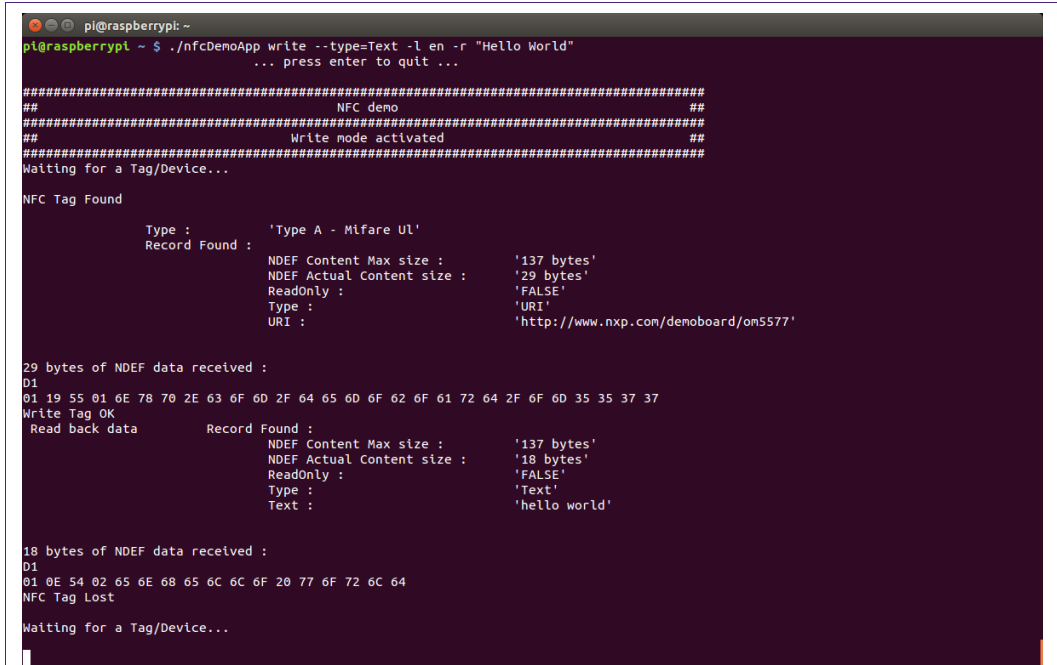 pi@raspberrypi: ~
pi@raspberrypi ~ $ ./nfcDemoApp write --type=Text -l en -r "Hello World"
... press enter to quit ...
#########################################################################################
## NFC demo ##
#########################################################################################
## Write mode activated ##
#########################################################################################
Waiting for a Tag/Device...
NFC Tag Found
Type : 'Type A - Mifare Ul'
Record Found :
NDEF Content Max size : '137 bytes'
NDEF Actual Content size : '29 bytes'
ReadOnly : 'FALSE'
Type : 'URI'
URI : 'http://www.nxp.com/demoboard/om5577'
29 bytes of NDEF data received :
D1
01 19 55 01 6E 78 70 2E 63 6F 6D 2F 64 65 6D 6F 62 6F 61 72 64 2F 6F 6D 35 35 37 37
Write Tag OK
Read back data Record Found :
NDEF Content Max size : '137 bytes'
NDEF Actual Content size : '18 bytes'
ReadOnly : 'FALSE'
Type : 'Text'
Text : 'hello world'
18 bytes of NDEF data received :
D1
01 0E 54 02 65 6E 68 65 6C 6C 6F 20 77 6F 72 6C 64
NFC Tag Lost
Waiting for a Tag/Device...